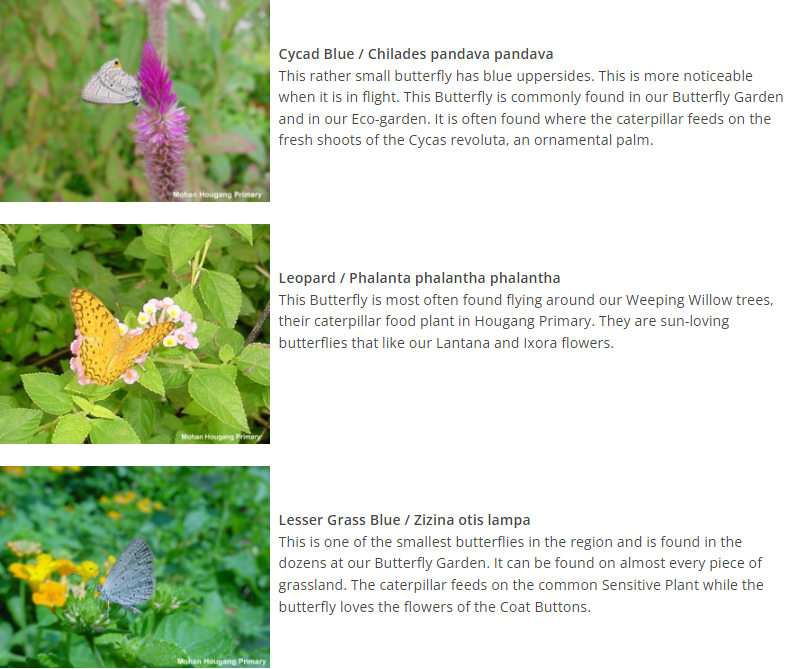 Cycad Blue / Chilades pandava pandava
This rather small butterfly has blue uppersides. This is more noticeable
when it is in flight. This Butterfly is commonly found in our Butterfly Garden
and in our Eco-garden. It is often found where the caterpillar feeds on the
fresh shoots of the Cycas revoluta, an ornamental palm.
Mohan Hougang Primary
Leopard / Phalanta phalantha phalantha
This Butterfly is most often found flying around our Weeping Willow trees,
their caterpillar food plant in Hougang Primary. They are sun-loving
butterflies that like our Lantana and Ixora flowers.
Mohan Hougang Primary
Lesser Grass Blue / Zizina otis lampa
This is one of the smallest butterflies in the region and is found in the
dozens at our Butterfly Garden. It can be found on almost every piece of
grassland. The caterpillar feeds on the common Sensitive Plant while the
butterfly loves the flowers of the Coat Buttons.
Mohan Hougang Primary